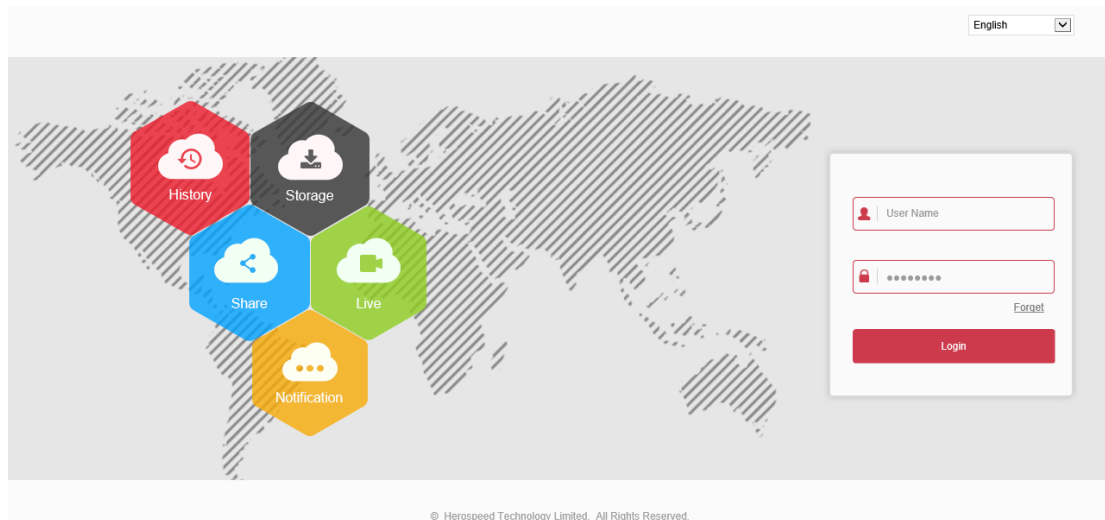 English
History
Storage
Share
Live
Notification
User Name
Forget
Login
© Herospeed Technology Limited. All Rights Reserved.